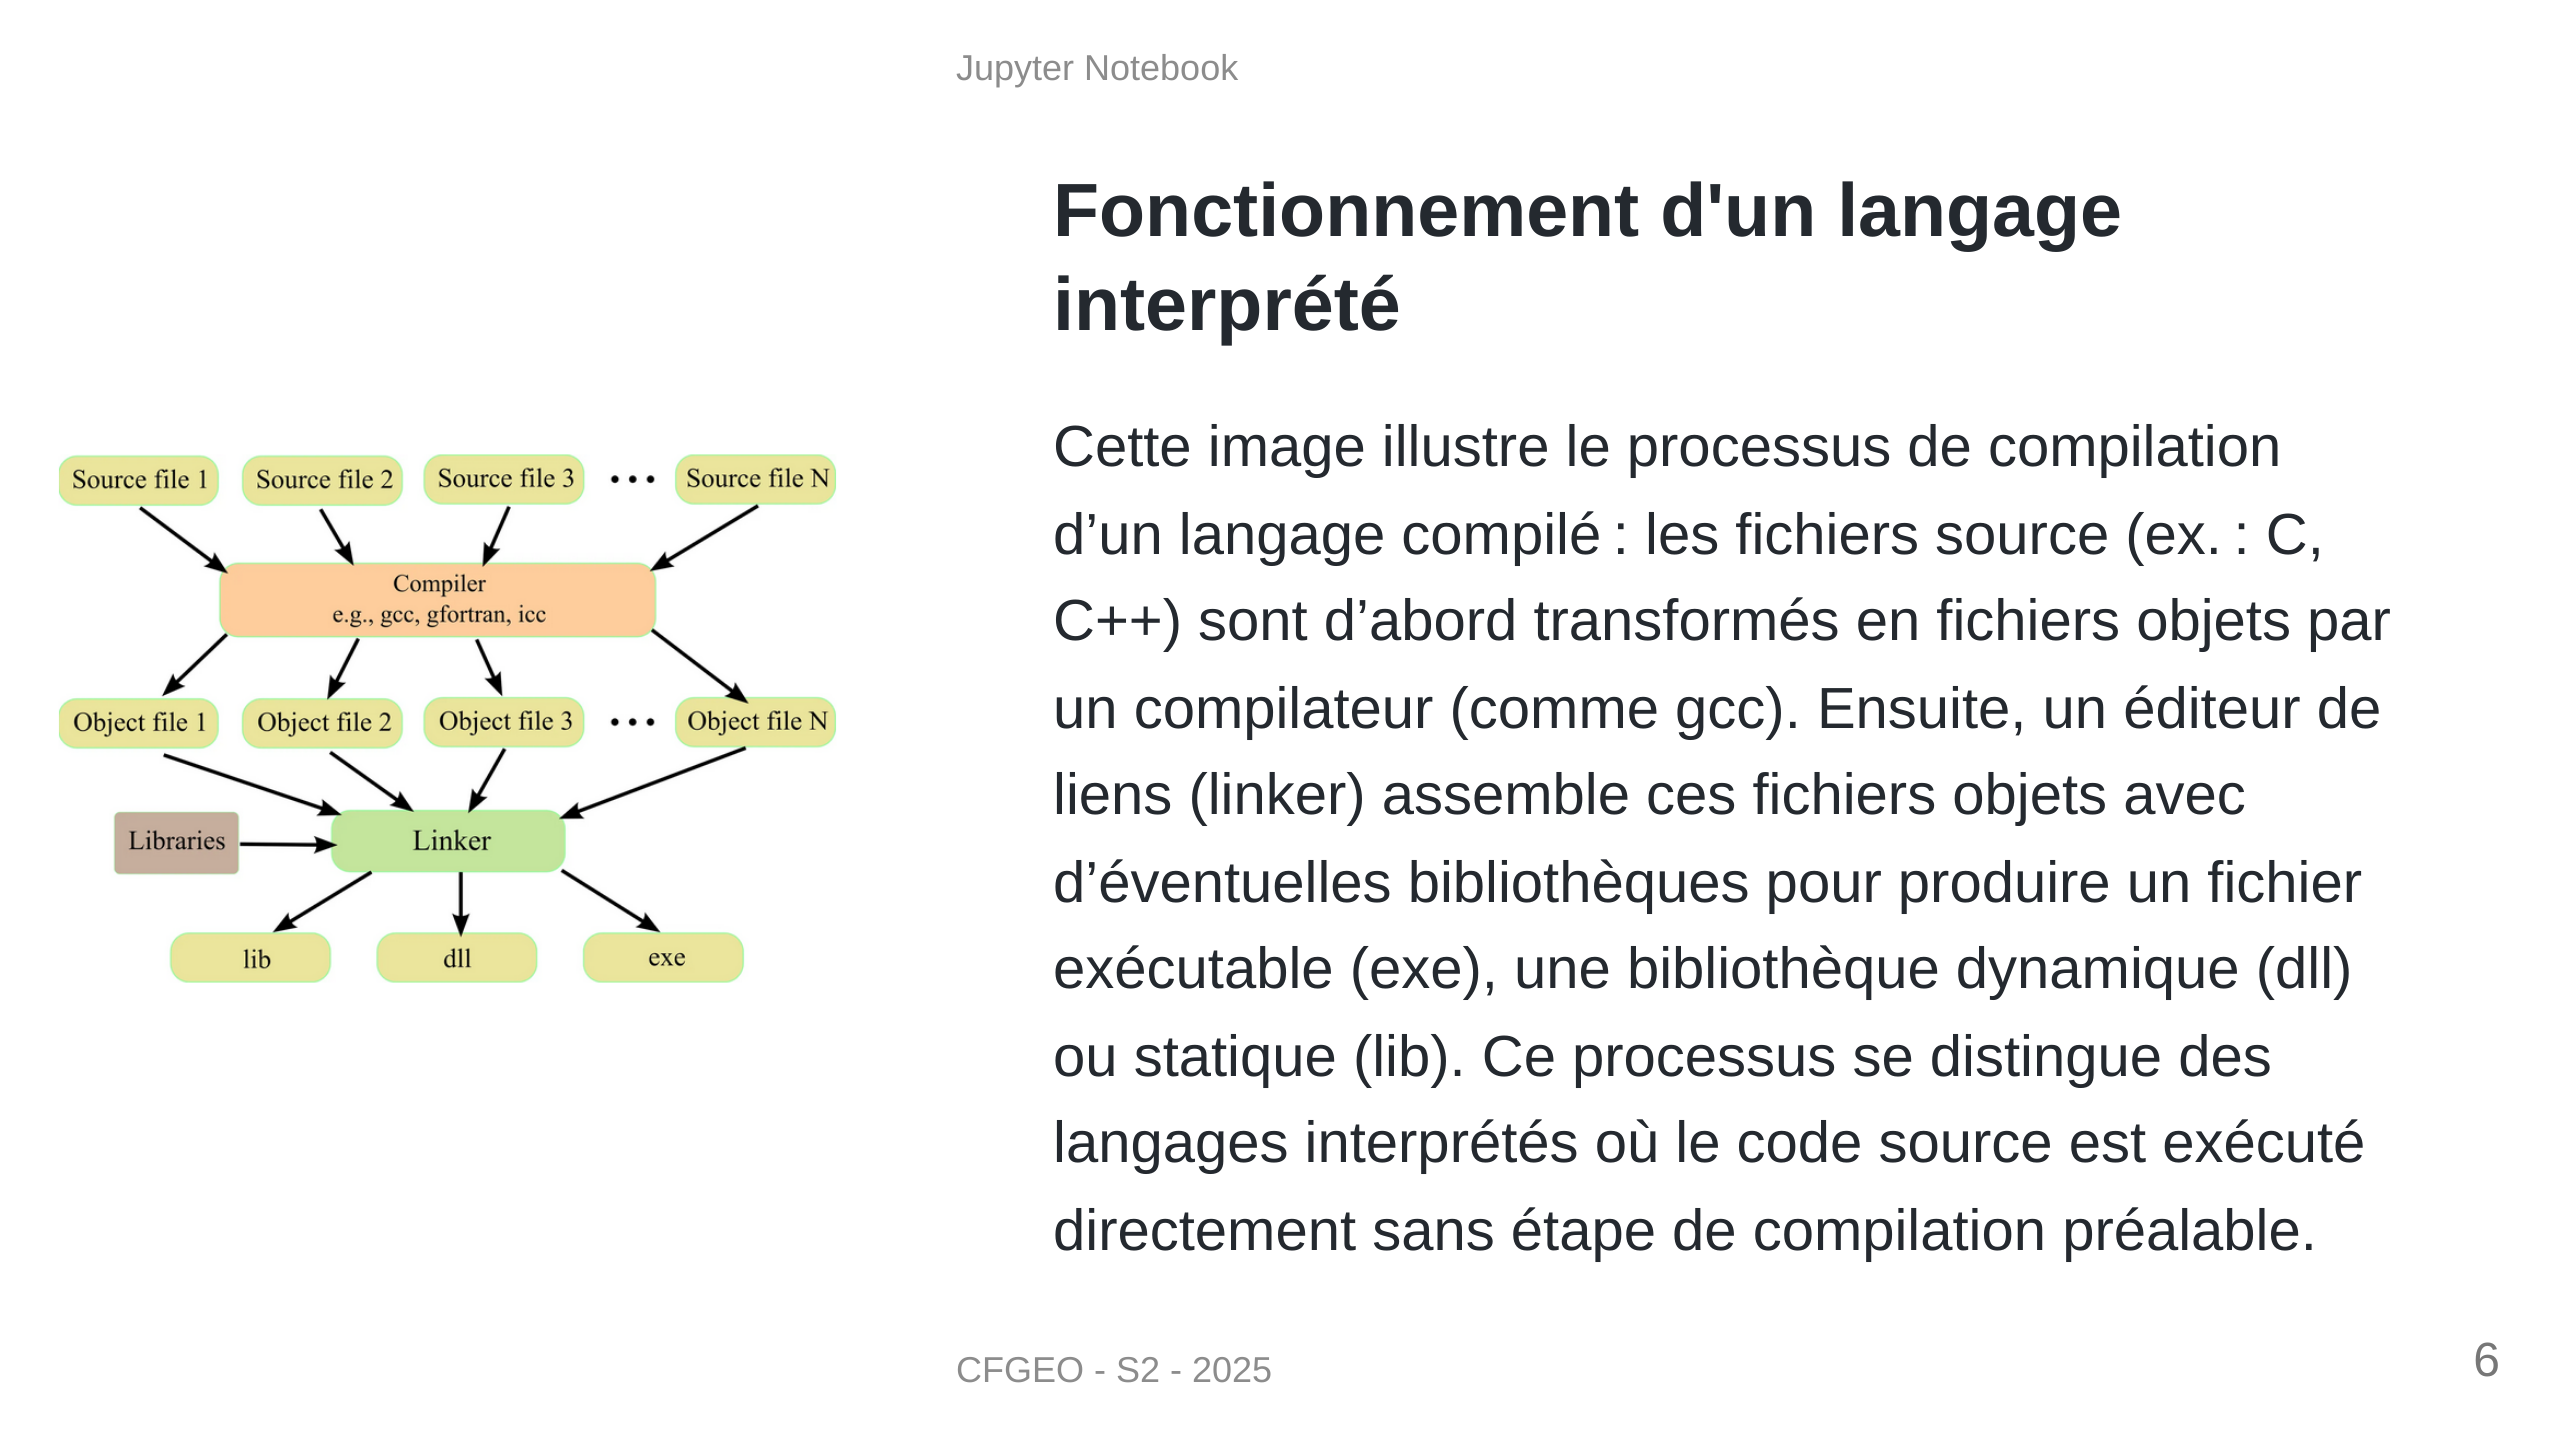 Jupyter Notebook
Fonctionnement d'un langage
interprété
Source file 1 Source file 2 Source file 3 • • • Source file N
Compiler
e.g., gcc, gfortran, icc
Object file 1 Object file 2 Object file 3 • • • Object file N
Libraries Linker
lib dll exe
Cette image illustre le processus de compilation
d’un langage compilé : les fichiers source (ex. : C,
C++) sont d’abord transformés en fichiers objets par
un compilateur (comme gcc). Ensuite, un éditeur de
liens (linker) assemble ces fichiers objets avec
d’éventuelles bibliothèques pour produire un fichier
exécutable (exe), une bibliothèque dynamique (dll)
ou statique (lib). Ce processus se distingue des
langages interprétés où le code source est exécuté
directement sans étape de compilation préalable.
CFGEO - S2 - 2025
6